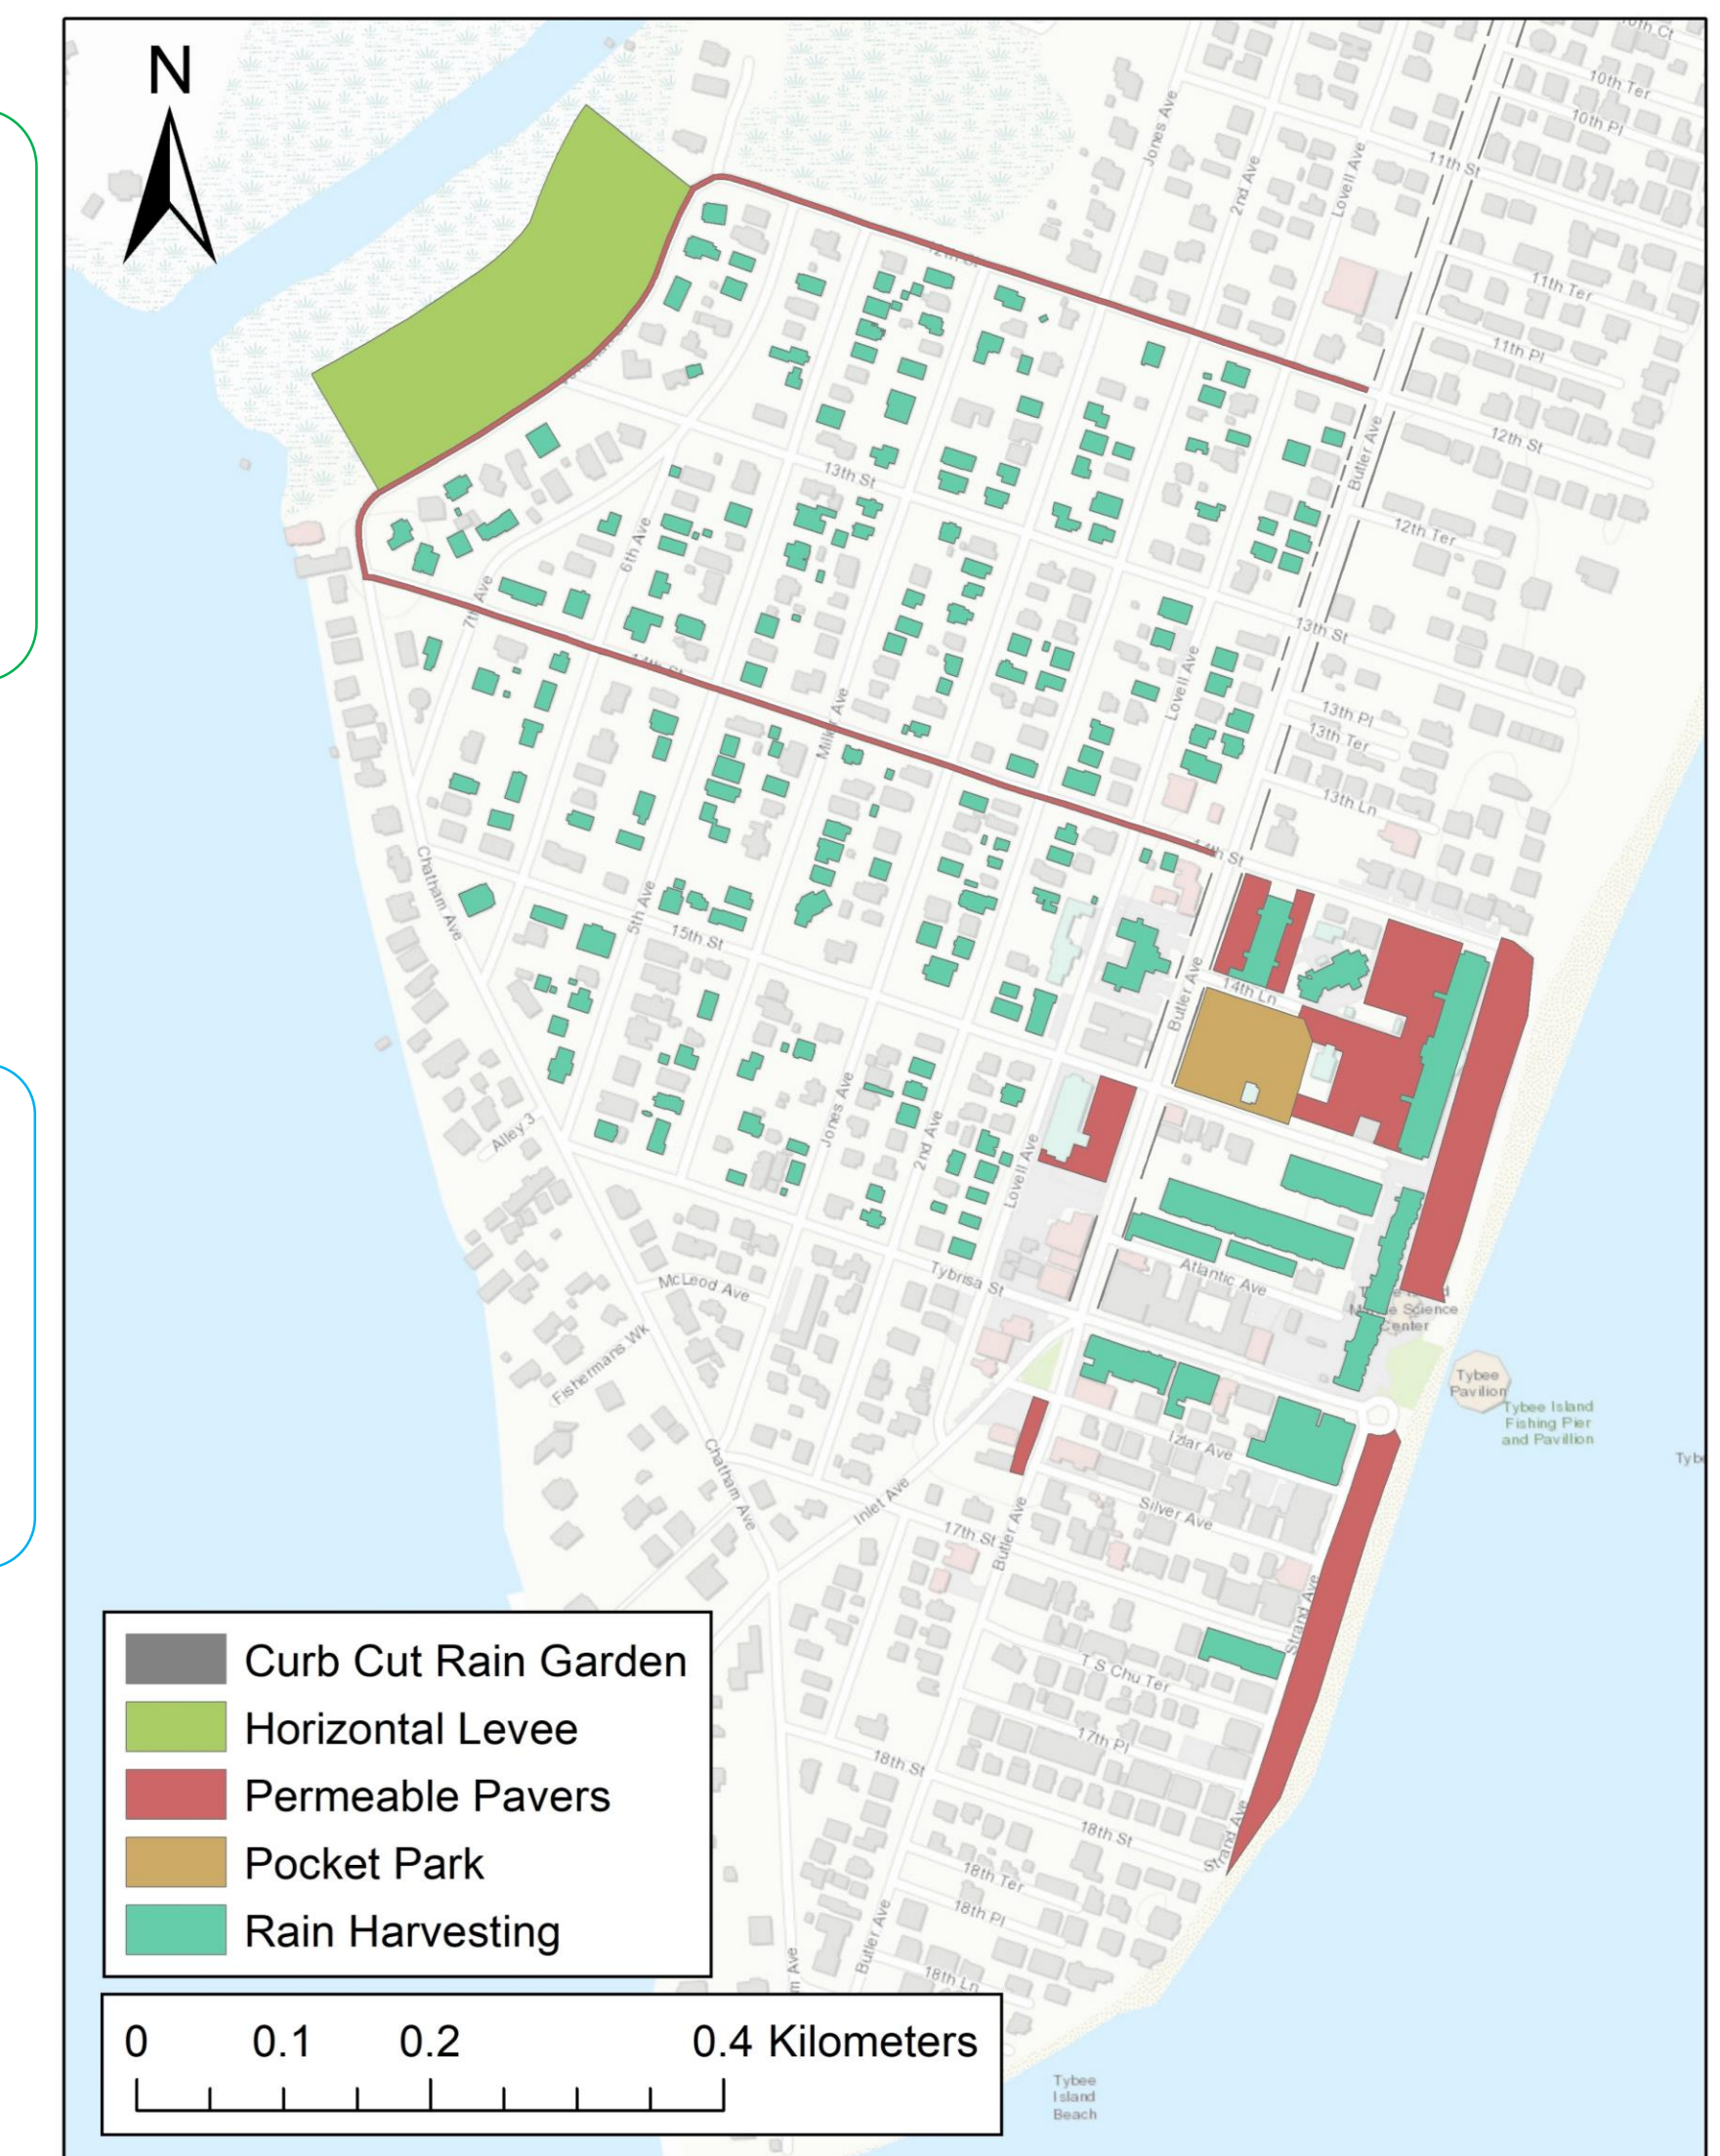 N
10th Ct
10th Ter
10th Pl
11th St
Jones Ave
2nd Ave
Lovell Ave
11th Ter
11th Pl
12th St
Butler Ave
12th Ter
13th St
6th Ave
7th Ave
13th St
14th St
Lovell Ave
13th Pl
13th Ter
13th Ln
14th St
Chatham Ave
5th Ave
15th St
Butler Ave
14th Ln
Alley 3
Jones Ave
2nd Ave
Lovell Ave
Tybrisa St
Atlantic Ave
McLeod Ave
Fishermans Wk
Science
Center
Tybee
Pavilion
Tybee Island
Fishing Pier
and Pavillion
Izlar Ave
Silver Ave
Chatham Ave
Inlet Ave
17th St
Butler Ave
Strand Ave
T S Chu Ter
17th Pl
18th St
18th St
Strand Ave
18th Ter
18th Pl
Butler Ave
18th Ln
Curb Cut Rain Garden
Horizontal Levee
Permeable Pavers
Pocket Park
Rain Harvesting
0 0.1 0.2 0.4 Kilometers
Tybee
Island
Beach